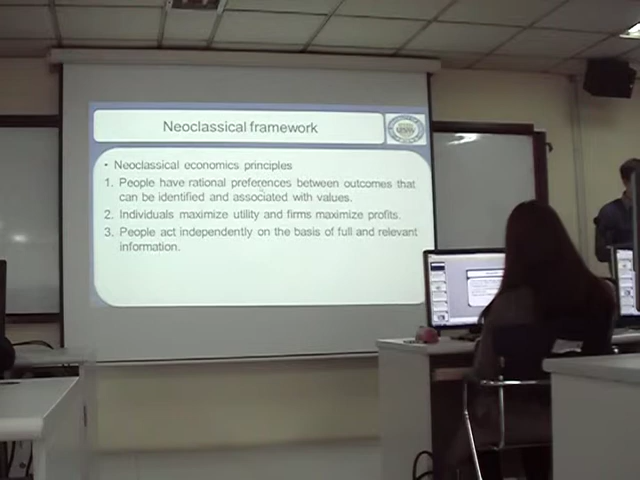 Neoclassical framework
• Neoclassical economics principles
1. People have rational preferences between outcomes that
can be identified and associated with values.
2. Individuals maximize utility and firms maximize profits.
3. People act independently on the basis of full and relevant
information.